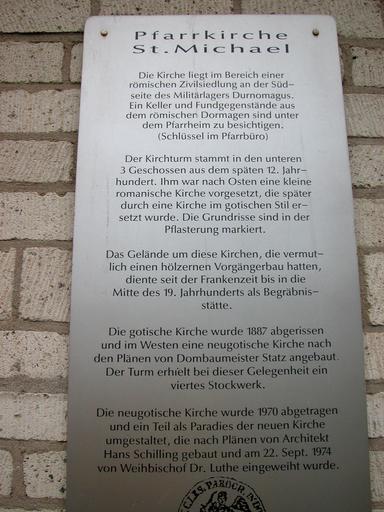 Pfarrkirche
St. Michael
Die Kirche liegt im Bereich einer
römischen Zivilsiedlung an der Süd-
seite des Militärlagers Durnomagus.
Ein Keller und Fundgegenstände aus
dem römischen Dormagen sind unter
dem Pfarrheim zu besichtigen.
(Schlüssel im Pfarrbüro)
Der Kirchturm stammt in den unteren
3 Geschossen aus dem späten 12. Jahr-
hundert. Ihm war nach Osten eine kleine
romanische Kirche vorgesetzt, die später
durch eine Kirche im gotischen Stil er-
setzt wurde. Die Grundrisse sind in der
Pflasterung markiert.
Das Gelände um diese Kirchen, die vermut-
lich einen hölzernen Vorgängerbau hatten,
diente seit der Frankenzeit bis in die
Mitte des 19. Jahrhunderts als Begräbnis-
stätte.
Die gotische Kirche wurde 1887 abgerissen
und im Westen eine neugotische Kirche nach
den Plänen von Dombaumeister Statz angebaut.
Der Turm erhielt bei dieser Gelegenheit ein
viertes Stockwerk.
Die neugotische Kirche wurde 1970 abgetragen
und ein Teil als Paradies der neuen Kirche
umgestaltet, die nach Plänen von Architekt
Hans Schilling gebaut und am 22. Sept. 1974
von Weihbischof Dr. Luthe eingeweiht wurde.